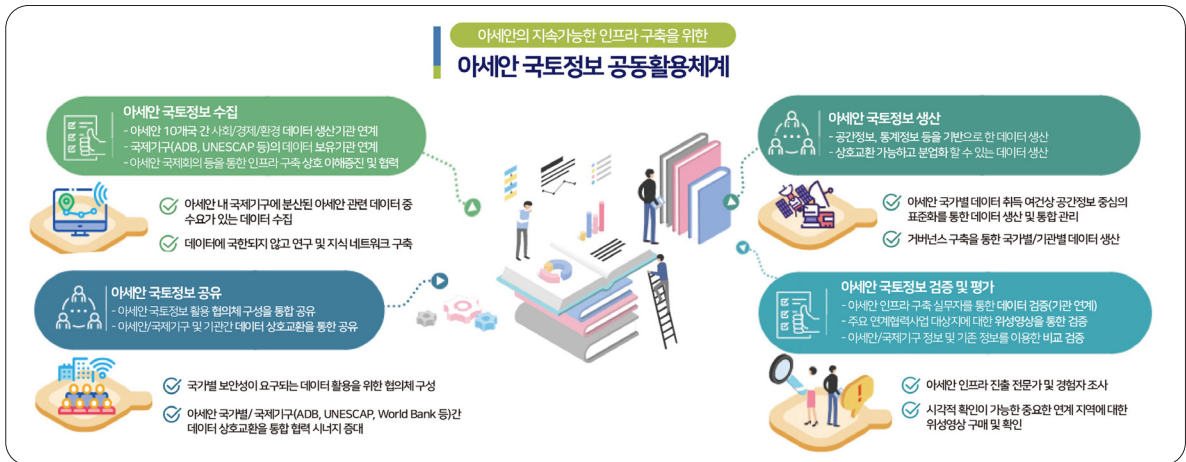 아세안의 지속가능한 인프라 구축을 위한
아세안 국토정보 공동활용체계
아세안 국토정보 수집
- 아세안 10개국 간 사회/경제/환경 데이터 생산기관 연계
- 국제기구(ADB, UNESCAP 등)의 데이터 보유기관 연계
- 아세안 국제회의 등을 통한 인프라 구축 상호 이해증진 및 협력
아세안 내 국제기구에 분산된 아세안 관련 데이터 중
수요가 있는 데이터 수집
데이터에 국한되지 않고 연구 및 지식 네트워크 구축
아세안 국토정보 생산
- 공간정보, 통계정보 등을 기반으로 한 데이터 생산
- 상호교환 가능하고 분업화 할 수 있는 데이터 생산
아세안 국가별 데이터 취득 여건상 공간정보 중심의
표준화를 통한 데이터 생산 및 통합 관리
거버넌스 구축을 통한 국가별/기관별 데이터 생산
아세안 국토정보 공유
- 아세안 국토정보 활용 협의체 구성을 통합 공유
- 아세안/국제기구 및 기관간 데이터 상호교환을 통한 공유
국가별 보안성이 요구되는 데이터 활용을 위한 협의체 구성
아세안 국가별/ 국제기구(ADB, UNESCAP, World Bank 등)간
데이터 상호교환을 통합 협력 시너지 증대
아세안 국토정보 검증 및 평가
- 아세안 인프라 구축 실무자를 통한 데이터 검증(기관 연계)
- 주요 연계협력사업 대상지에 대한 위성영상을 통한 검증
- 아세안/국제기구 정보 및 기존 정보를 이용한 비교 검증
아세안 인프라 진출 전문가 및 경험자 조사
시각적 확인이 가능한 중요한 연계 지역에 대한
위성영상 구매 및 확인